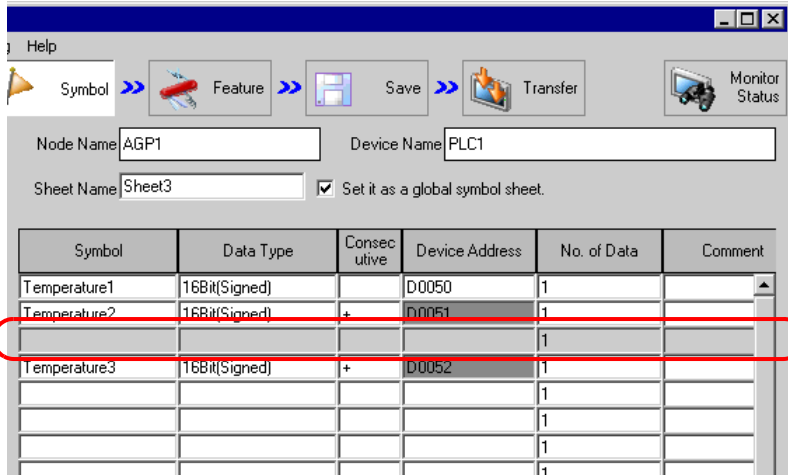 g Help
Symbol >> Feature >> Save >> Transfer Monitor Status
Node Name AGP1 Device Name PLC1
Sheet Name Sheet3 Set it as a global symbol sheet.
Symbol Data Type Consecutive Device Address No. of Data Comment
Temperature1 16Bit(Signed) D0050 1
Temperature2 16Bit(Signed) + D0051 1
1
Temperature3 16Bit(Signed) + D0052 1
1
1
1
1